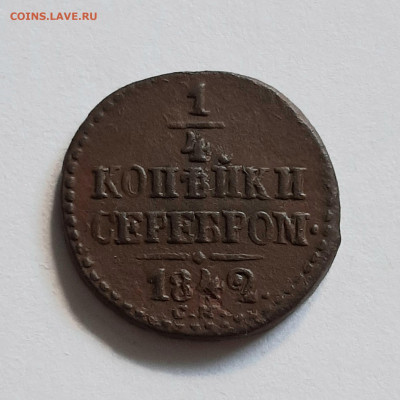 COINS.LAVE.RU
1
4
КОПѢЙКИ
СЕРЕБРОМ·
1842.